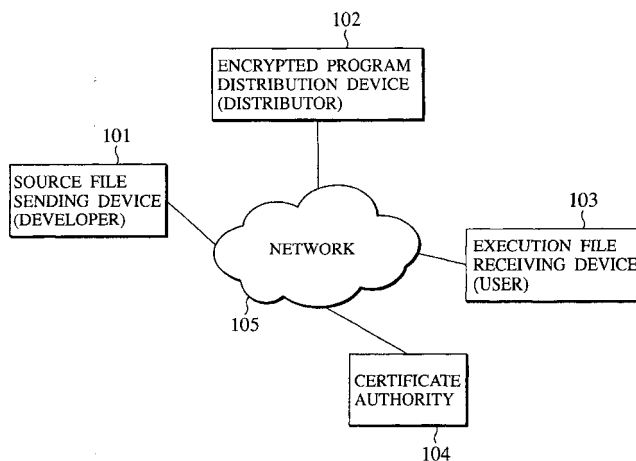 102
ENCRYPTED PROGRAM
DISTRIBUTION DEVICE
(DISTRIBUTOR)
101
SOURCE FILE
SENDING DEVICE
(DEVELOPER)
103
EXECUTION FILE
RECEIVING DEVICE
(USER)
NETWORK
105
CERTIFICATE
AUTHORITY
104